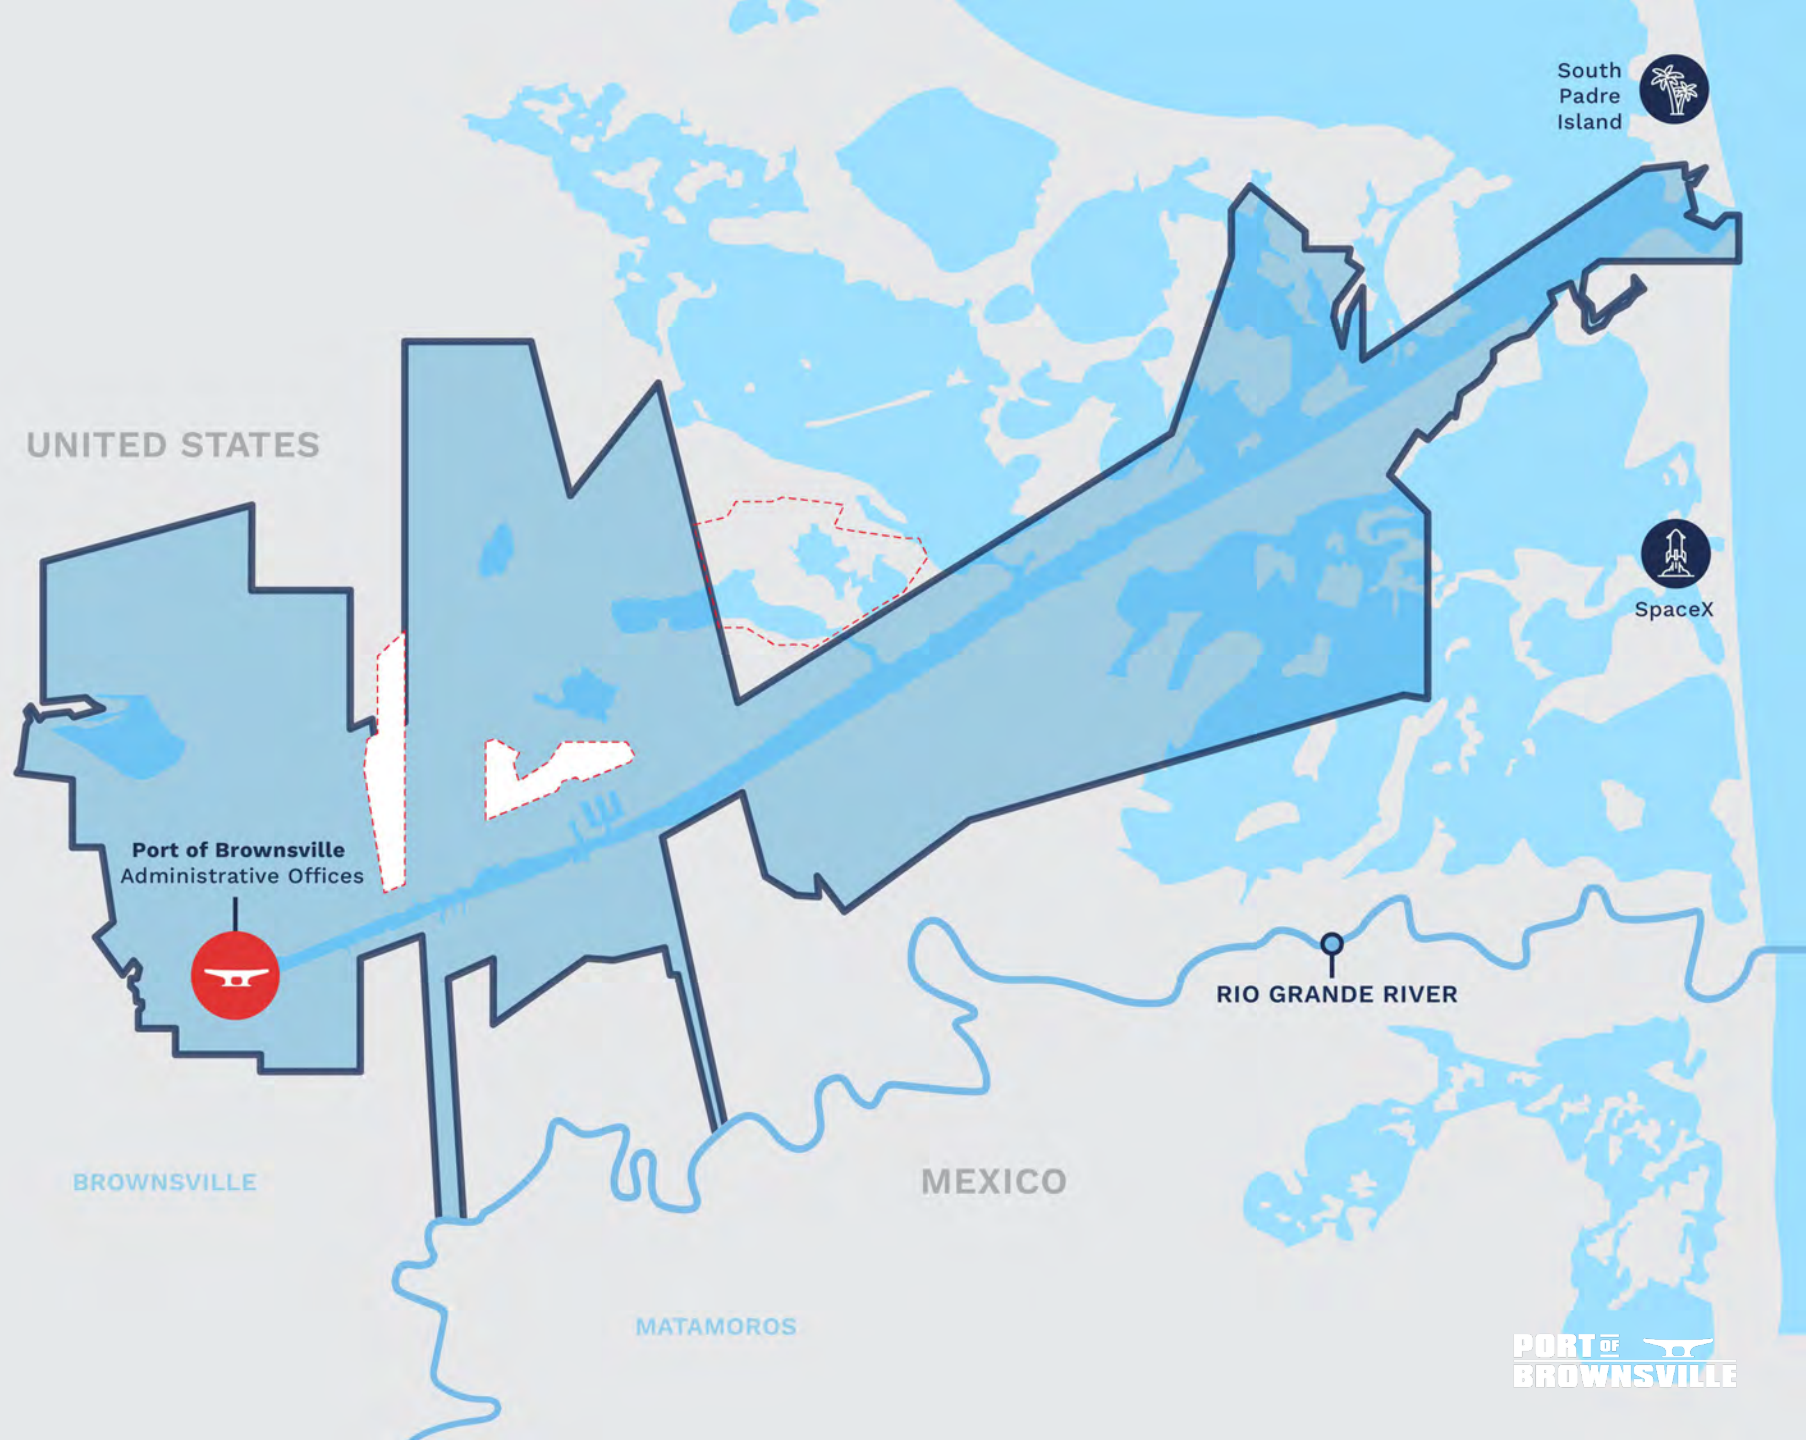 South
Padre
Island
UNITED STATES
SpaceX
Port of Brownsville
Administrative Offices
RIO GRANDE RIVER
BROWNSVILLE
MEXICO
MATAMOROS
PORT OF
BROWNSVILLE